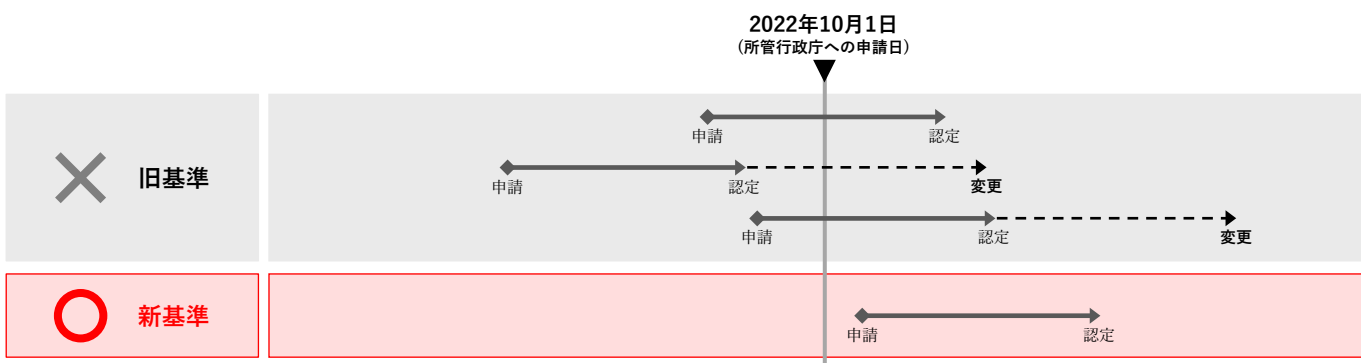 2022年10月1日
(所管行政庁への申請日)
旧基準
申請
認定
申請
認定
変更
申請
認定
変更
新基準
申請
認定